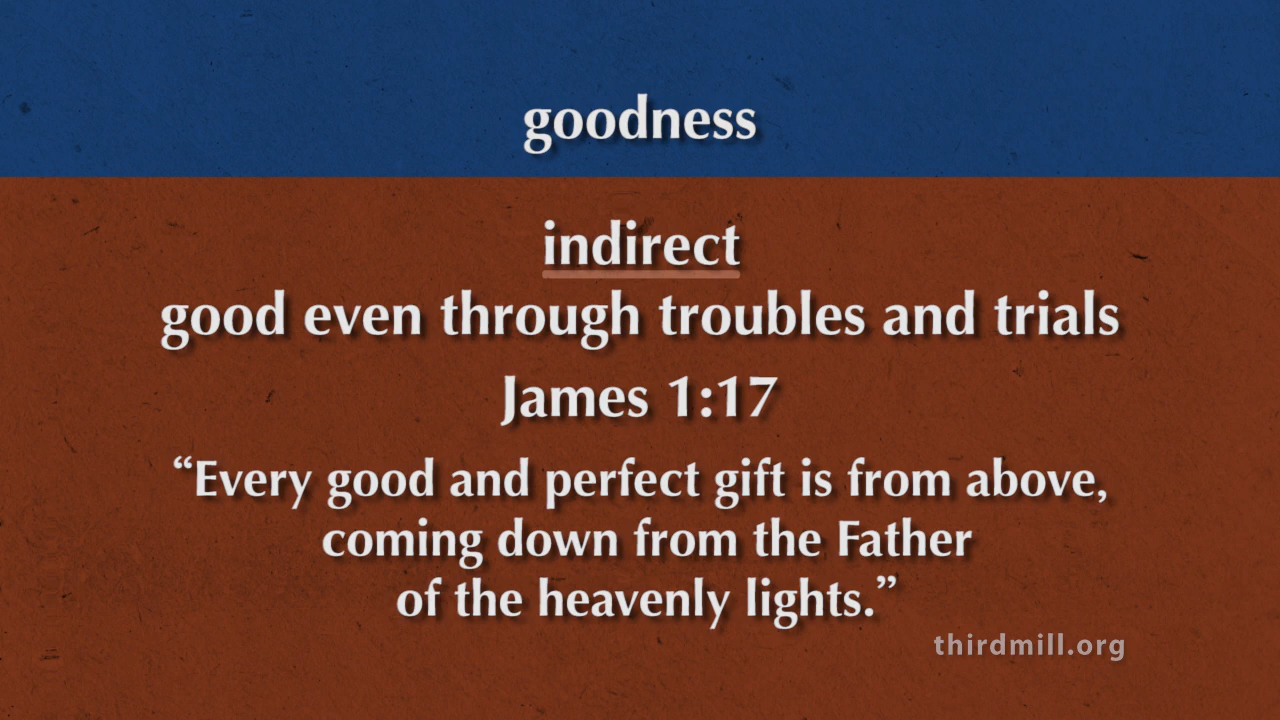 goodness
indirect
good even through troubles and trials
James 1:17
“Every good and perfect gift is from above,
coming down from the Father
of the heavenly lights.”
thirdmill.org